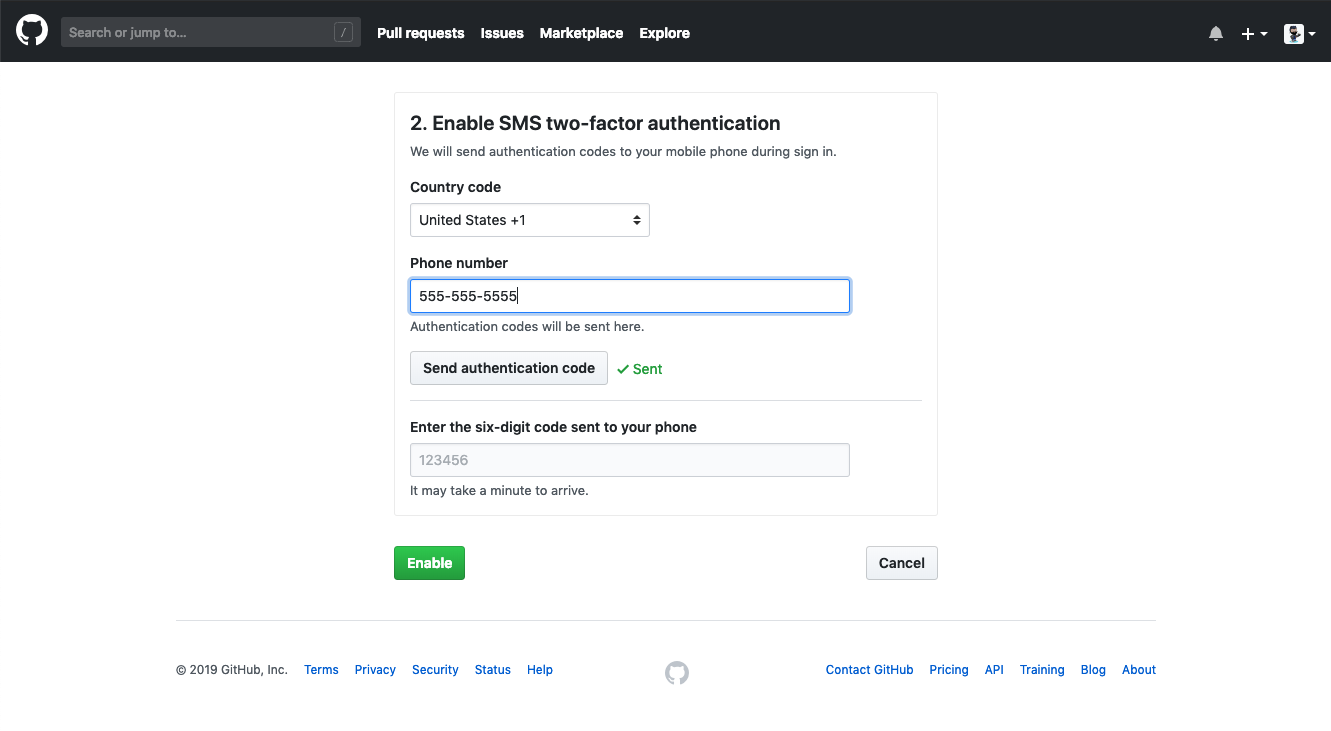 Search or jump to... /
Pull requests Issues Marketplace Explore
2. Enable SMS two-factor authentication
We will send authentication codes to your mobile phone during sign in.
Country code
United States +1
Phone number
555-555-5555
Authentication codes will be sent here.
Send authentication code Sent
Enter the six-digit code sent to your phone
123456
It may take a minute to arrive.
Enable Cancel
© 2019 GitHub, Inc. Terms Privacy Security Status Help Contact GitHub Pricing API Training Blog About